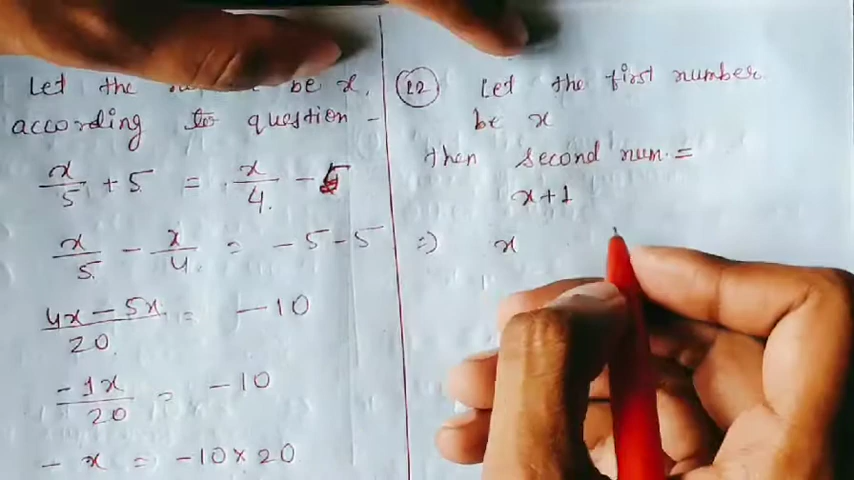 Let the be x.
according to question -
x/5 + 5 = x/4 - 5
x/5 - x/4 = -5-5
4x - 5x/20 = -10
-1x/20 = -10
-x = -10×20
22 Let the first number
be x
then second num. =
x+1
=) x